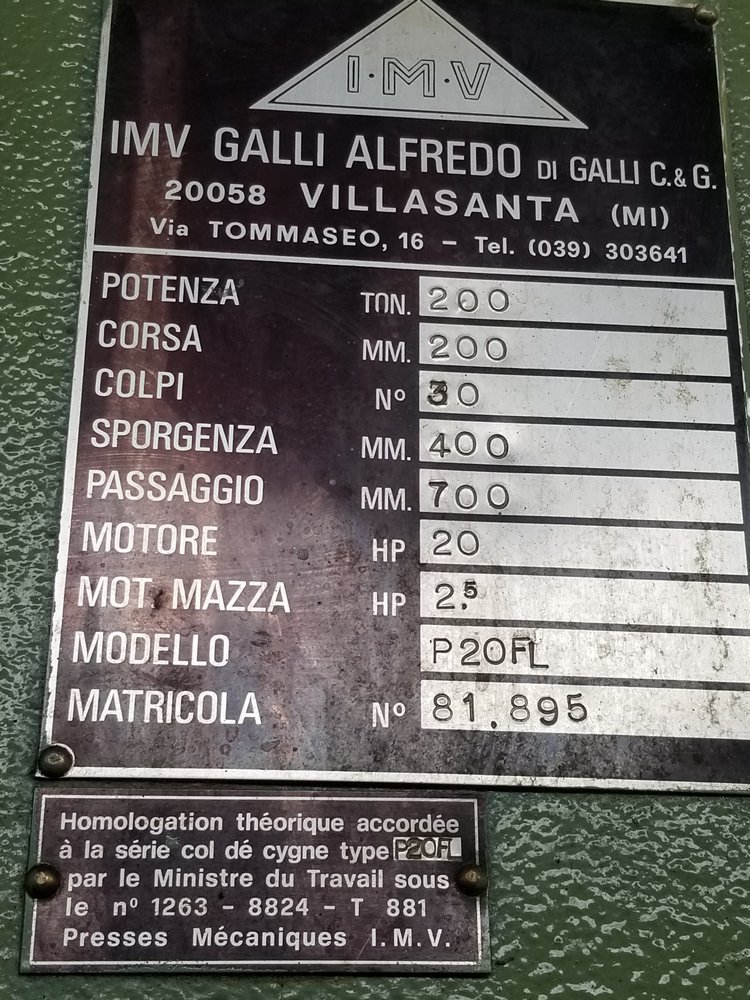 I·M·V
IMV GALLI ALFREDO DI GALLI C.& G.
20058 VILLASANTA (MI)
Via TOMMASEO, 16 - Tel. (039) 303641
POTENZA TON. 200
CORSA MM. 200
COLPI Nº 30
SPORGENZA MM. 400
PASSAGGIO MM. 700
MOTORE HP 20
MOT. MAZZA HP 2.5
MODELLO P20FL
MATRICOLA Nº 81.895
Homologation théorique accordée
à la série col dé cygne type P20FL
par le Ministre du Travail sous
le nº 1263 - 8824 - T 881
Presses Mécaniques I.M.V.